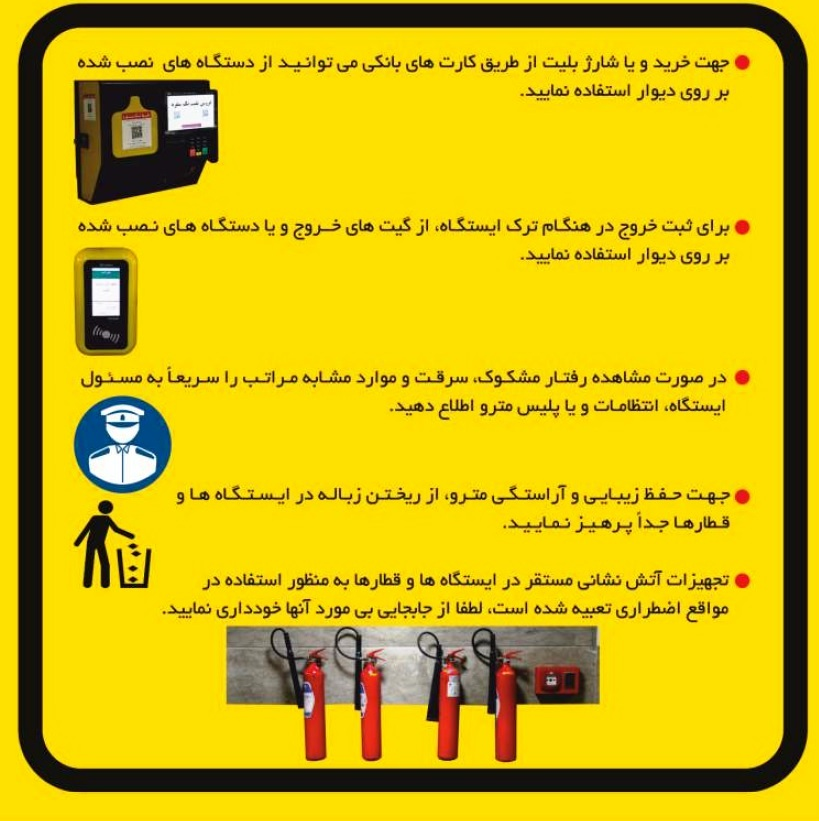 جهت خرید و یا شارژ بلیت از طریق کارت های بانکی می توانید از دستگاه های نصب شده
بر روی دیوار استفاده نمایید.
برای ثبت خروج در هنگام ترک ایستگاه، از گیت های خروج و یا دستگاه های نصب شده
بر روی دیوار استفاده نمایید.
در صورت مشاهده رفتار مشکوک، سرقت و موارد مشابه مراتب را سریعاً به مسئول
ایستگاه، انتظامات و یا پلیس مترو اطلاع دهید.
جهت حفظ زیبایی و آراستگی مترو، از ریختن زباله در ایستگاه ها و
قطارها جداً پرهیز نمایید.
تجهیزات آتش نشانی مستقر در ایستگاه ها و قطارها به منظور استفاده در
مواقع اضطراری تعبیه شده است، لطفا از جابجایی بی مورد آنها خودداری نمایید.